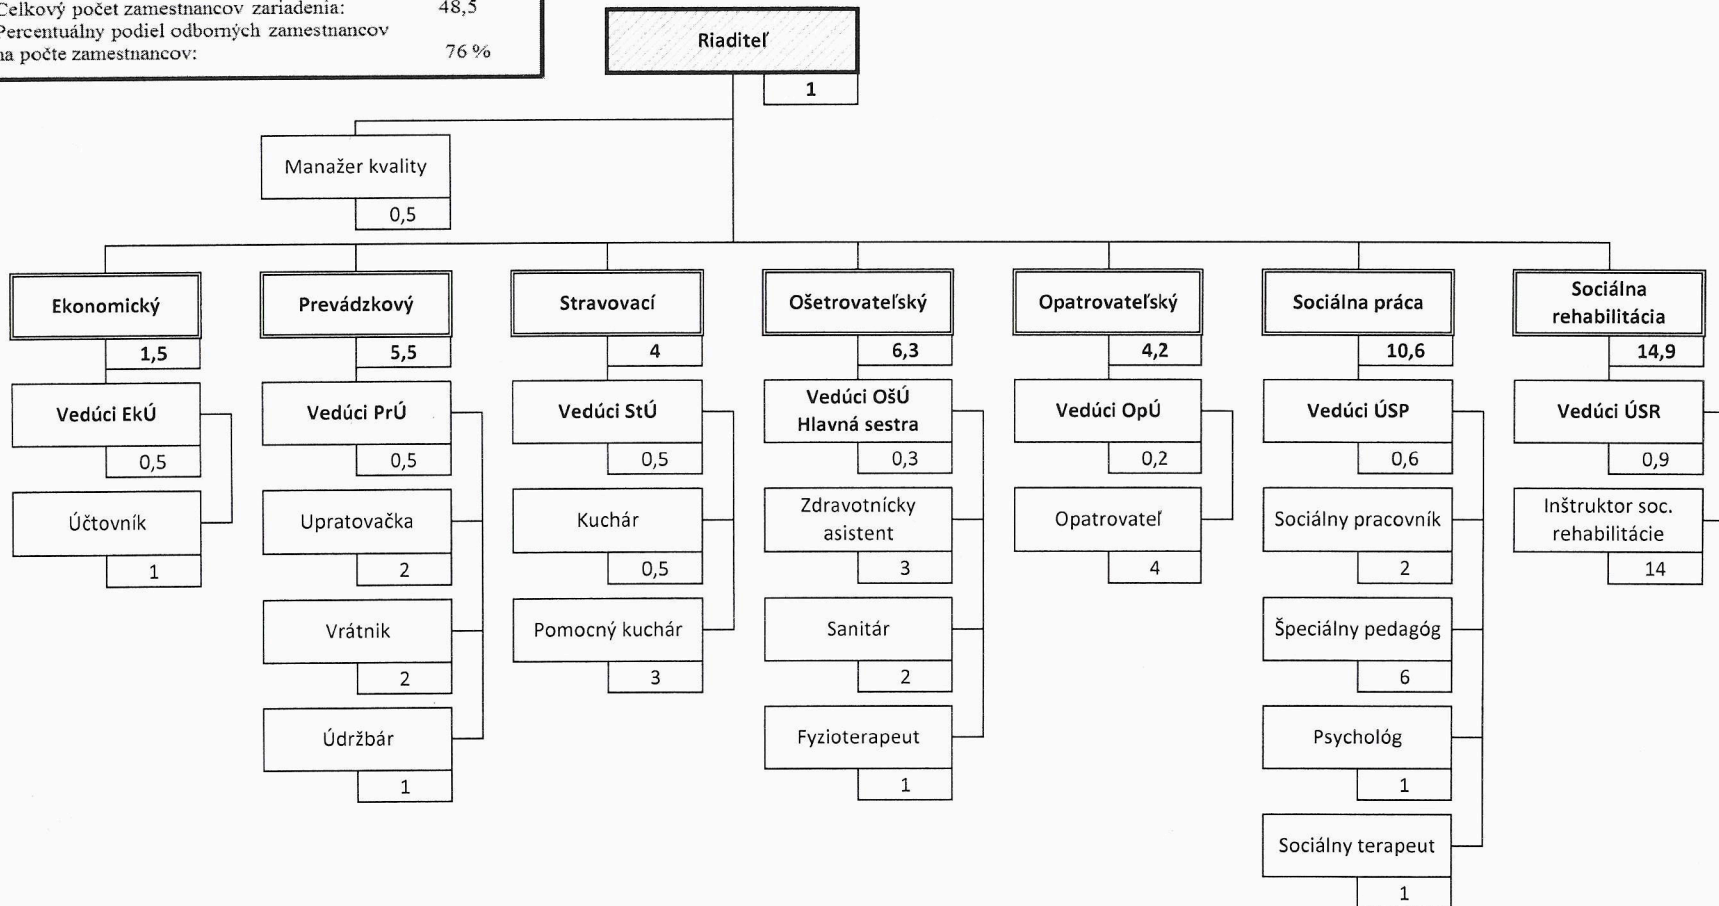 Celkový počet zamestnancov zariadenia: 48,5
Percentuálny podiel odborných zamestnancov
na počte zamestnancov: 76 %
Riaditeľ
1
Manažer kvality
0,5
Ekonomický
1,5
Vedúci EkÚ
0,5
Účtovník
1
Prevádzkový
5,5
Vedúci PrÚ
0,5
Upratovačka
2
Vrátnik
2
Údržbár
1
Stravovací
4
Vedúci StÚ
0,5
Kuchár
0,5
Pomocný kuchár
3
Ošetrovateľský
6,3
Vedúci OšÚ
Hlavná sestra
0,3
Zdravotnícky
asistent
3
Sanitár
2
Fyzioterapeut
1
Opatrovateľský
4,2
Vedúci OpÚ
0,2
Opatrovateľ
4
Sociálna práca
10,6
Vedúci ÚSP
0,6
Sociálny pracovník
2
Špeciálny pedagóg
6
Psychológ
1
Sociálny terapeut
1
Sociálna
rehabilitácia
14,9
Vedúci ÚSR
0,9
Inštruktor soc.
rehabilitácie
14